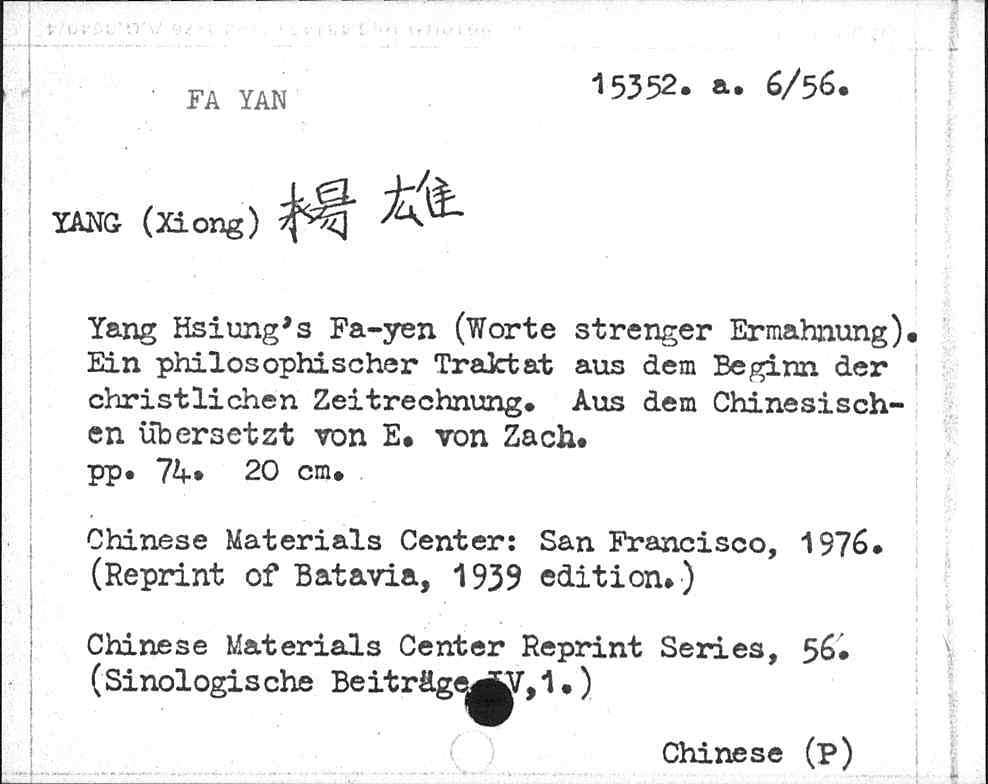 FA YAN
15352. a. 6/56.
YANG (Xiong) 楊 雄
Yang Hsiung's Fa-yen (Worte strenger Ermahnung).
Ein philosophischer Traktat aus dem Beginn der
christlichen Zeitrechnung. Aus dem Chinesisch-
en übersetzt von E. von Zach.
pp. 74. 20 cm.
Chinese Materials Center: San Francisco, 1976.
(Reprint of Batavia, 1939 edition.)
Chinese Materials Center Reprint Series, 56.
(Sinologische Beiträge IV,1.)
Chinese (P)